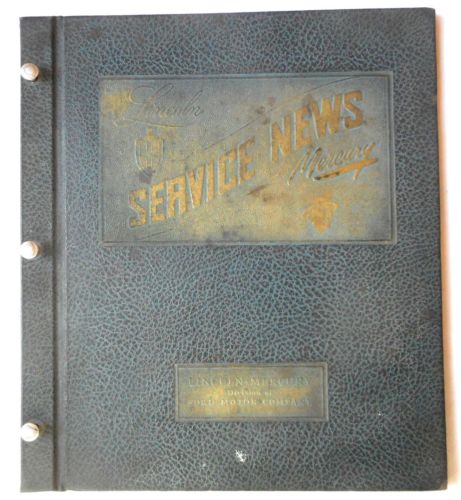 Lincoln
SERVICE NEWS
Mercury
LINCOLN-MERCURY
Division of
FORD MOTOR COMPANY